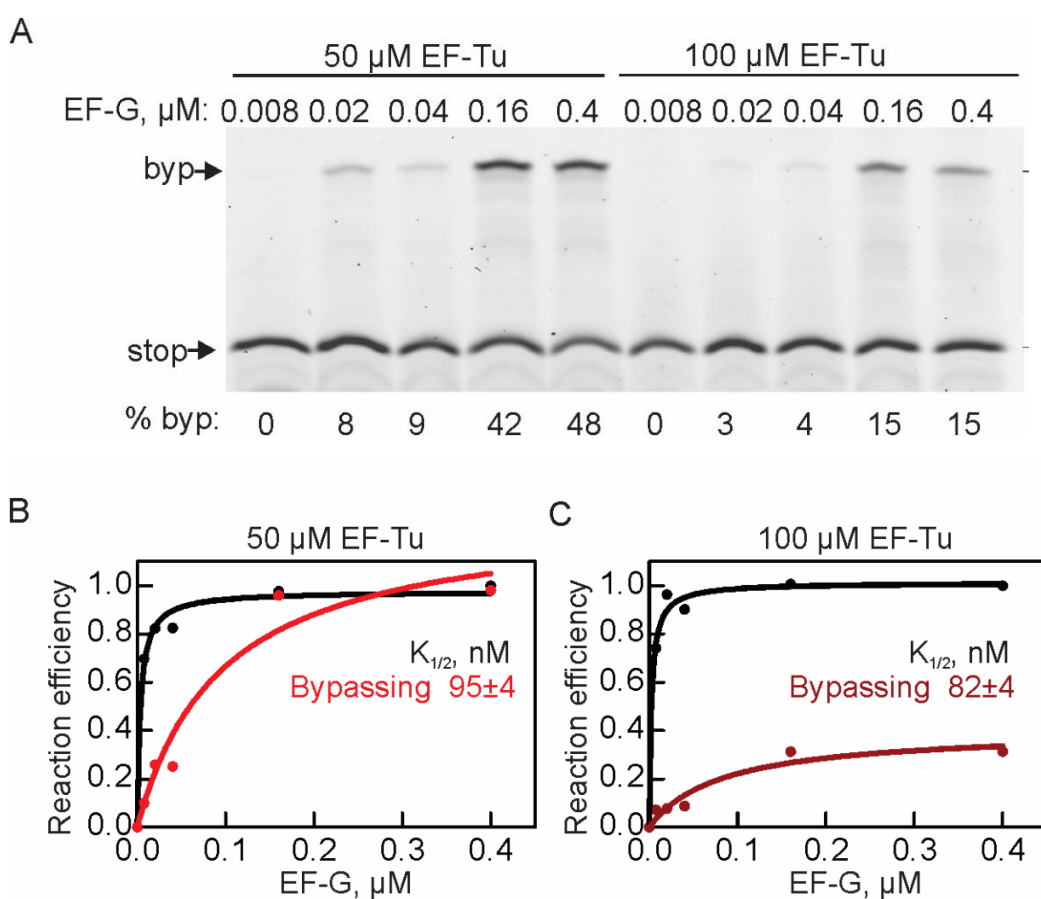 A
50 µM EF-Tu 100 µM EF-Tu
EF-G, µM: 0.008 0.02 0.04 0.16 0.4 0.008 0.02 0.04 0.16 0.4
byp
stop
% byp: 0 8 9 42 48 0 3 4 15 15
B
50 µM EF-Tu
Reaction efficiency
1.0
0.8
0.6
0.4
0.2
0.0
K1/2, nM
Bypassing 95±4
0.0 0.1 0.2 0.3 0.4
EF-G, µM
C
100 µM EF-Tu
Reaction efficiency
1.0
0.8
0.6
0.4
0.2
0.0
K1/2, nM
Bypassing 82±4
0.0 0.1 0.2 0.3 0.4
EF-G, µM